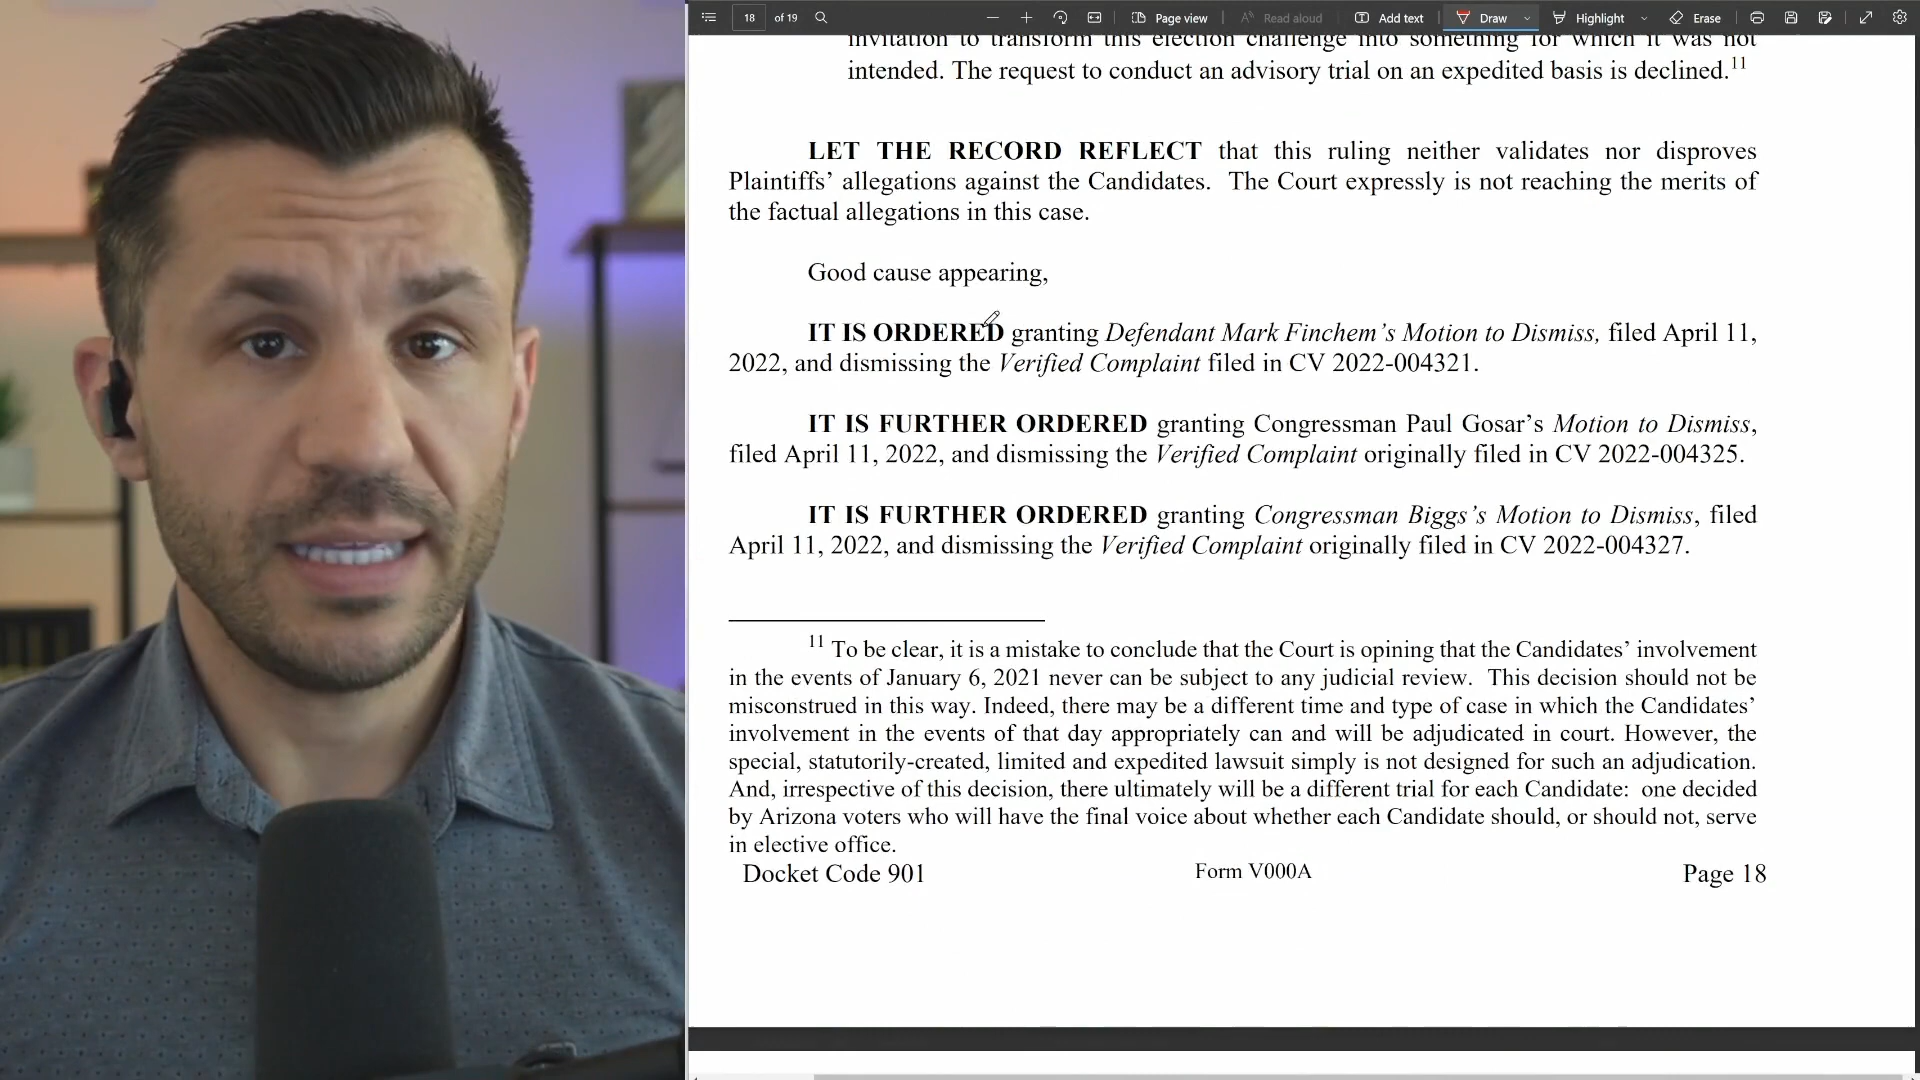 18 of 19 Page view Read aloud Add text Draw Highlight Erase
invitation to transform this election challenge into something for which it was not
intended. The request to conduct an advisory trial on an expedited basis is declined.11
LET THE RECORD REFLECT that this ruling neither validates nor disproves
Plaintiffs’ allegations against the Candidates. The Court expressly is not reaching the merits of
the factual allegations in this case.
Good cause appearing,
IT IS ORDERED granting Defendant Mark Finchem’s Motion to Dismiss, filed April 11,
2022, and dismissing the Verified Complaint filed in CV 2022-004321.
IT IS FURTHER ORDERED granting Congressman Paul Gosar’s Motion to Dismiss,
filed April 11, 2022, and dismissing the Verified Complaint originally filed in CV 2022-004325.
IT IS FURTHER ORDERED granting Congressman Biggs’s Motion to Dismiss, filed
April 11, 2022, and dismissing the Verified Complaint originally filed in CV 2022-004327.
11 To be clear, it is a mistake to conclude that the Court is opining that the Candidates’ involvement
in the events of January 6, 2021 never can be subject to any judicial review. This decision should not be
misconstrued in this way. Indeed, there may be a different time and type of case in which the Candidates’
involvement in the events of that day appropriately can and will be adjudicated in court. However, the
special, statutorily-created, limited and expedited lawsuit simply is not designed for such an adjudication.
And, irrespective of this decision, there ultimately will be a different trial for each Candidate: one decided
by Arizona voters who will have the final voice about whether each Candidate should, or should not, serve
in elective office.
Docket Code 901 Form V000A Page 18